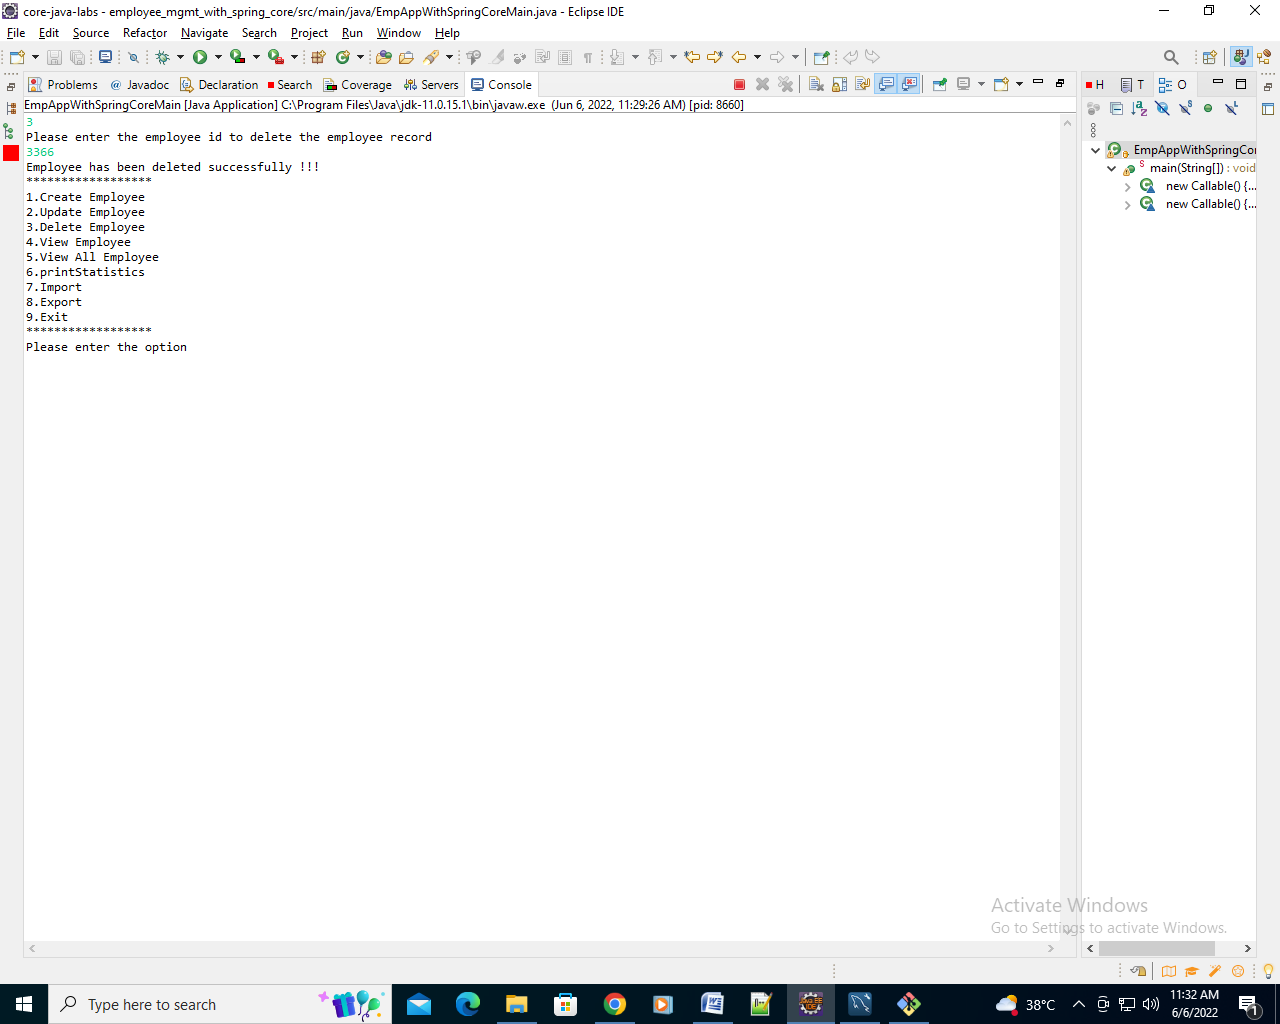 core-java-labs - employee_mgmt_with_spring_core/src/main/java/EmpAppWithSpringCoreMain.java - Eclipse IDE
File Edit Source Refactor Navigate Search Project Run Window Help
Problems @ Javadoc Declaration Search Coverage Servers Console
H T O
EmpAppWithSpringCoreMain [Java Application] C:\Program Files\Java\jdk-11.0.15.1\bin\javaw.exe (Jun 6, 2022, 11:29:26 AM) [pid: 8660]
3
Please enter the employee id to delete the employee record
3366
Employee has been deleted successfully !!!
******************
1.Create Employee
2.Update Employee
3.Delete Employee
4.View Employee
5.View All Employee
6.printStatistics
7.Import
8.Export
9.Exit
******************
Please enter the option
EmpAppWithSpringCor
main(String[]) : void
new Callable() {...
new Callable() {...
Activate Windows
Go to Settings to activate Windows.
Type here to search
38°C
11:32 AM
6/6/2022
1